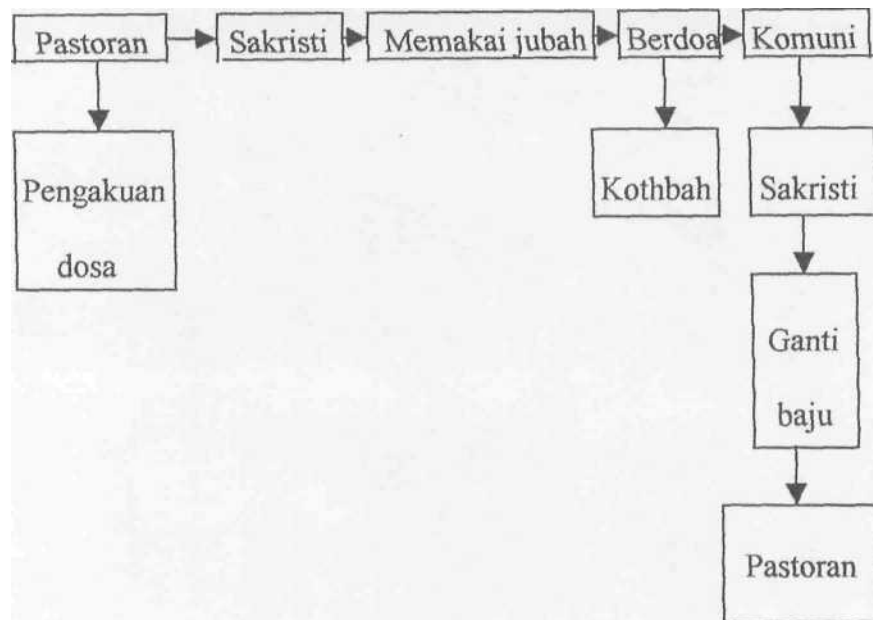 Pastoran
Sakristi
Memakai jubah
Berdoa
Komuni
Pengakuan
dosa
Kothbah
Sakristi
Ganti
baju
Pastoran